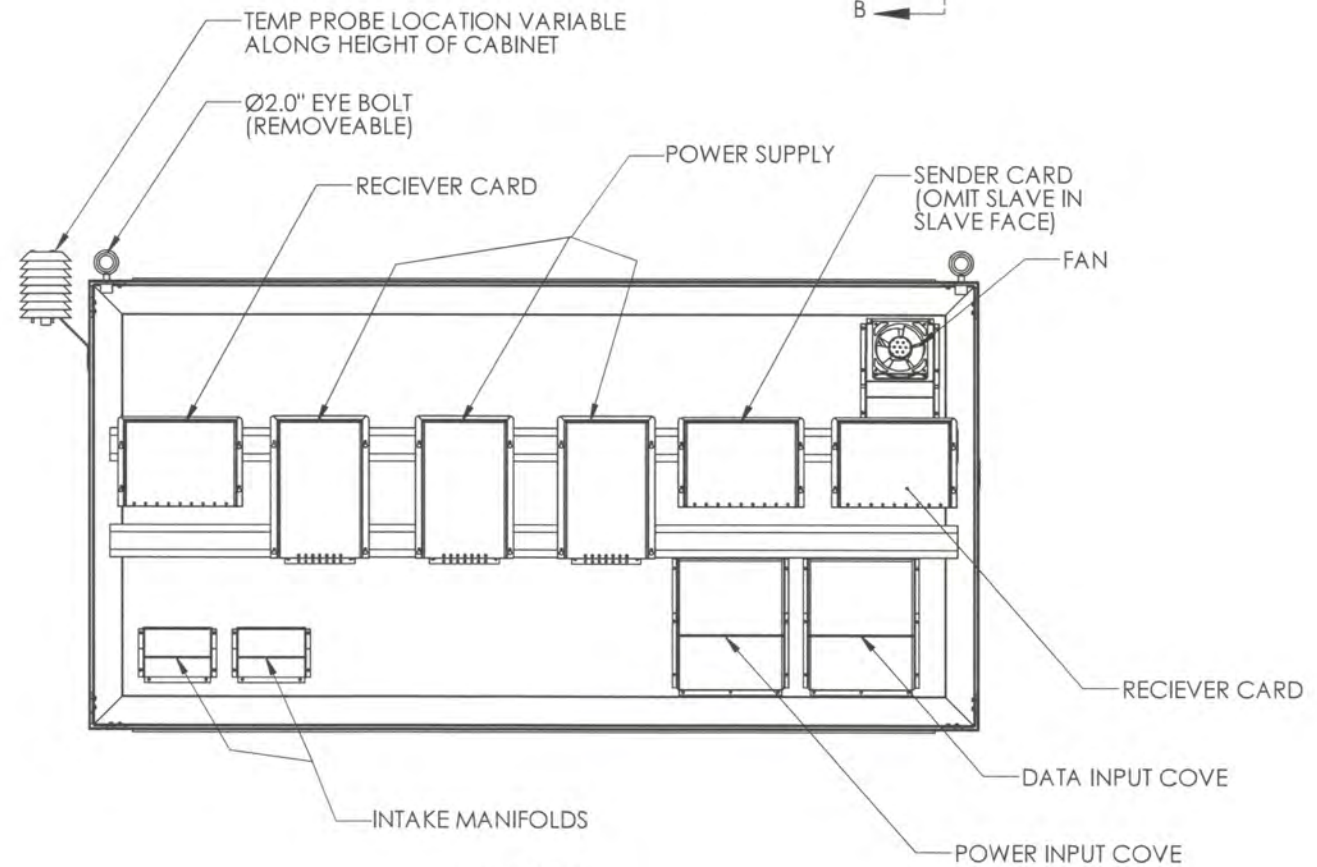 B
TEMP PROBE LOCATION VARIABLE
ALONG HEIGHT OF CABINET
Ø2.0" EYE BOLT
(REMOVEABLE)
POWER SUPPLY
RECIEVER CARD
SENDER CARD
(OMIT SLAVE IN
SLAVE FACE)
FAN
RECIEVER CARD
DATA INPUT COVE
INTAKE MANIFOLDS
POWER INPUT COVE